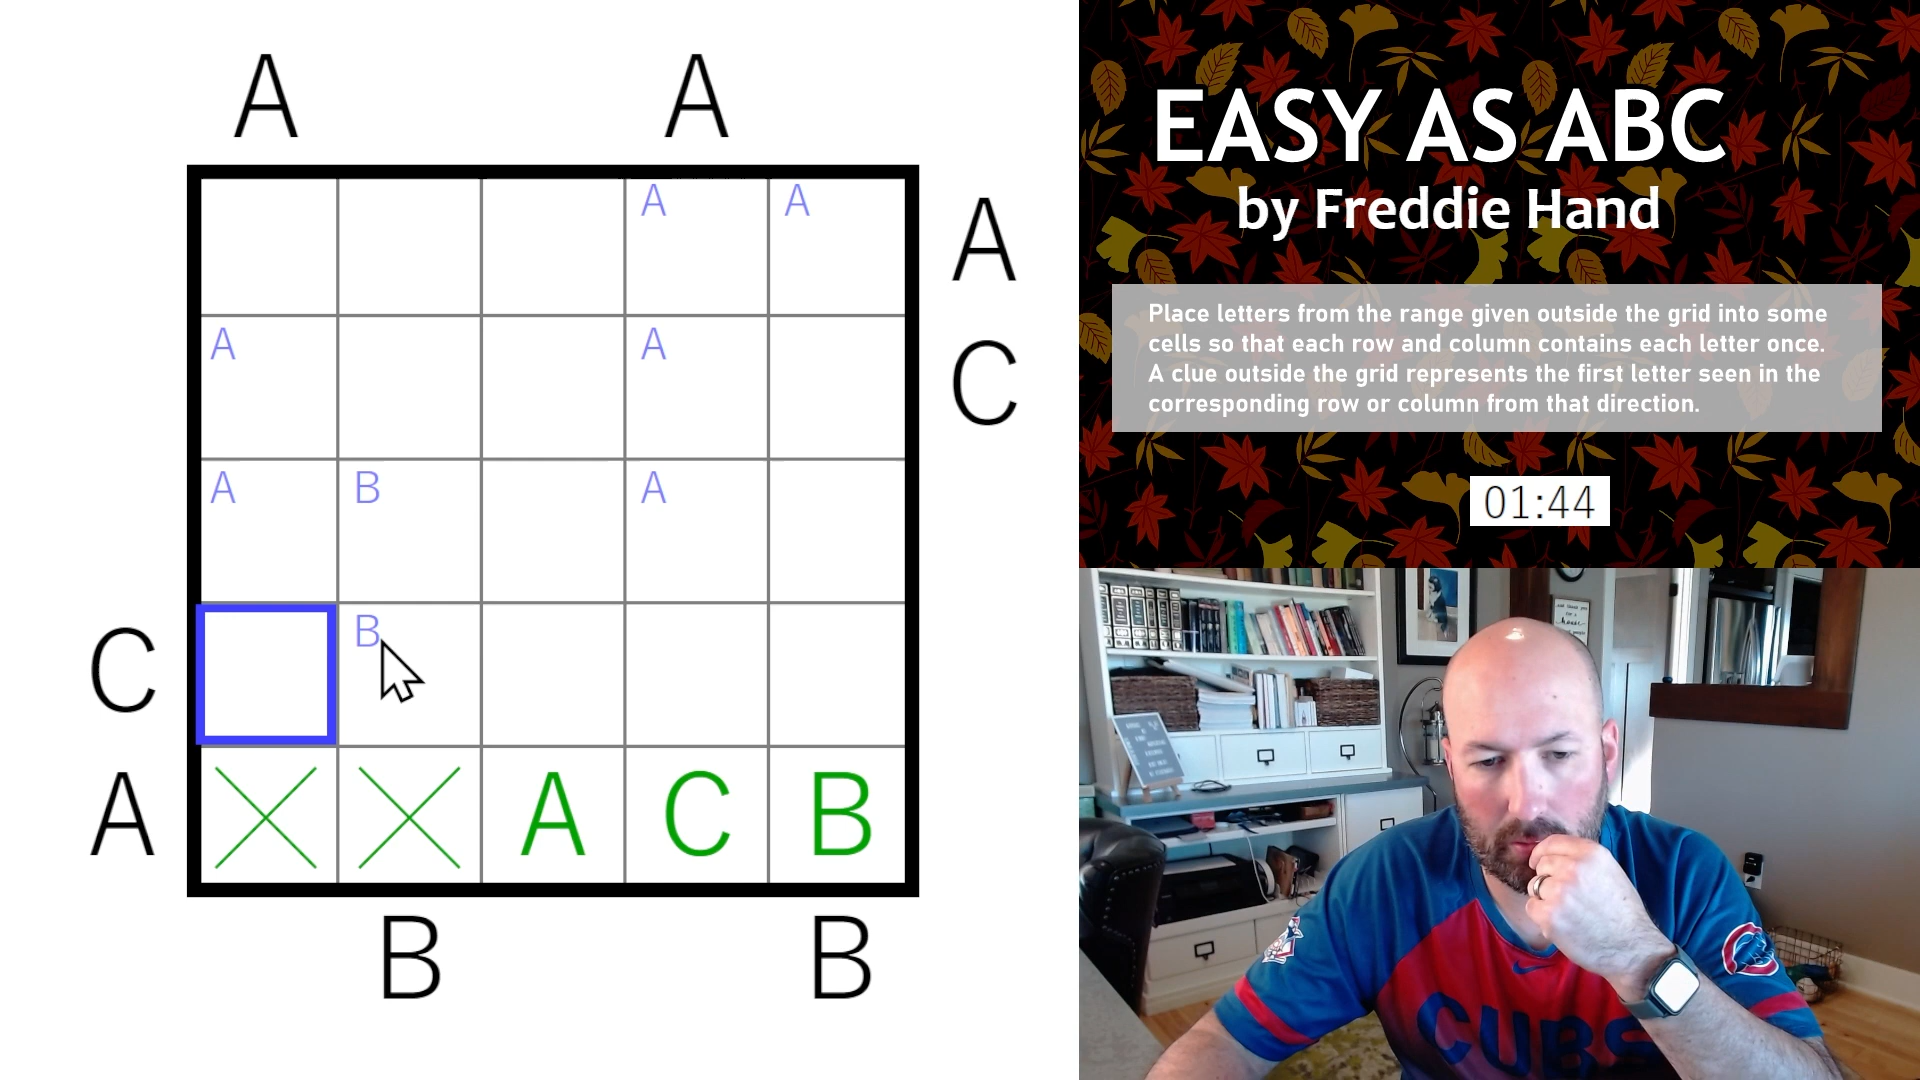 A A
EASY AS ABC
by Freddie Hand
A A A
A A C
Place letters from the range given outside the grid into some
cells so that each row and column contains each letter once.
A clue outside the grid represents the first letter seen in the
corresponding row or column from that direction.
A B A
01:44
C B
A A C B
B B
CUBS